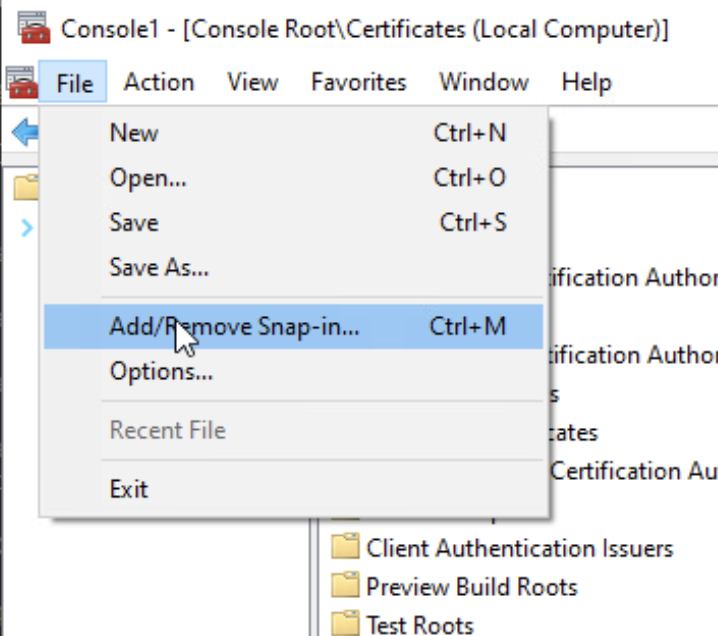 Console1 - [Console Root\Certificates (Local Computer)]
File Action View Favorites Window Help
New Ctrl+N
Open... Ctrl+O
Save Ctrl+S
Save As...
ification Author
Add/Remove Snap-in... Ctrl+M
tification Author
Options...
s
Recent File
cates
Certification Au
Exit
Client Authentication Issuers
Preview Build Roots
Test Roots